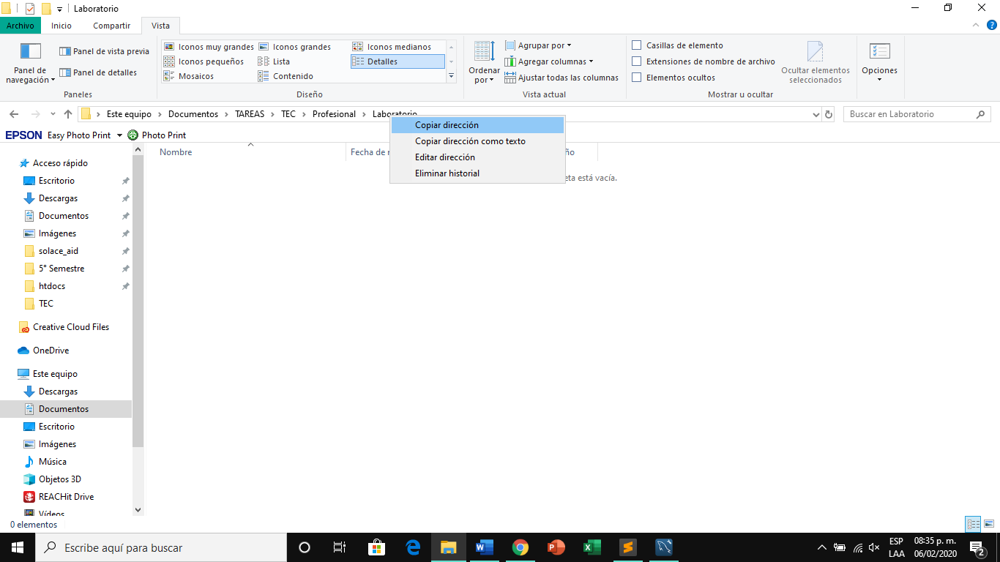 Laboratorio
Archivo Inicio Compartir Vista
Panel de navegación
Panel de vista previa
Panel de detalles
Paneles
Iconos muy grandes Iconos grandes Iconos medianos
Iconos pequeños Lista Detalles
Mosaicos Contenido
Diseño
Ordenar por
Agrupar por
Agregar columnas
Ajustar todas las columnas
Vista actual
Casillas de elemento
Extensiones de nombre de archivo
Elementos ocultos
Ocultar elementos seleccionados
Mostrar u ocultar
Opciones
Este equipo > Documentos > TAREAS > TEC > Profesional > Laboratorio
Buscar en Laboratorio
EPSON Easy Photo Print Photo Print
Copiar dirección
Copiar dirección como texto
Editar dirección
Eliminar historial
Nombre Fecha de
eta está vacía.
Acceso rápido
Escritorio
Descargas
Documentos
Imágenes
solace_aid
5° Semestre
htdocs
TEC
Creative Cloud Files
OneDrive
Este equipo
Descargas
Documentos
Escritorio
Imágenes
Música
Objetos 3D
REACHit Drive
Vídeos
0 elementos
Escribe aquí para buscar
ESP
LAA
08:35 p. m.
06/02/2020
2